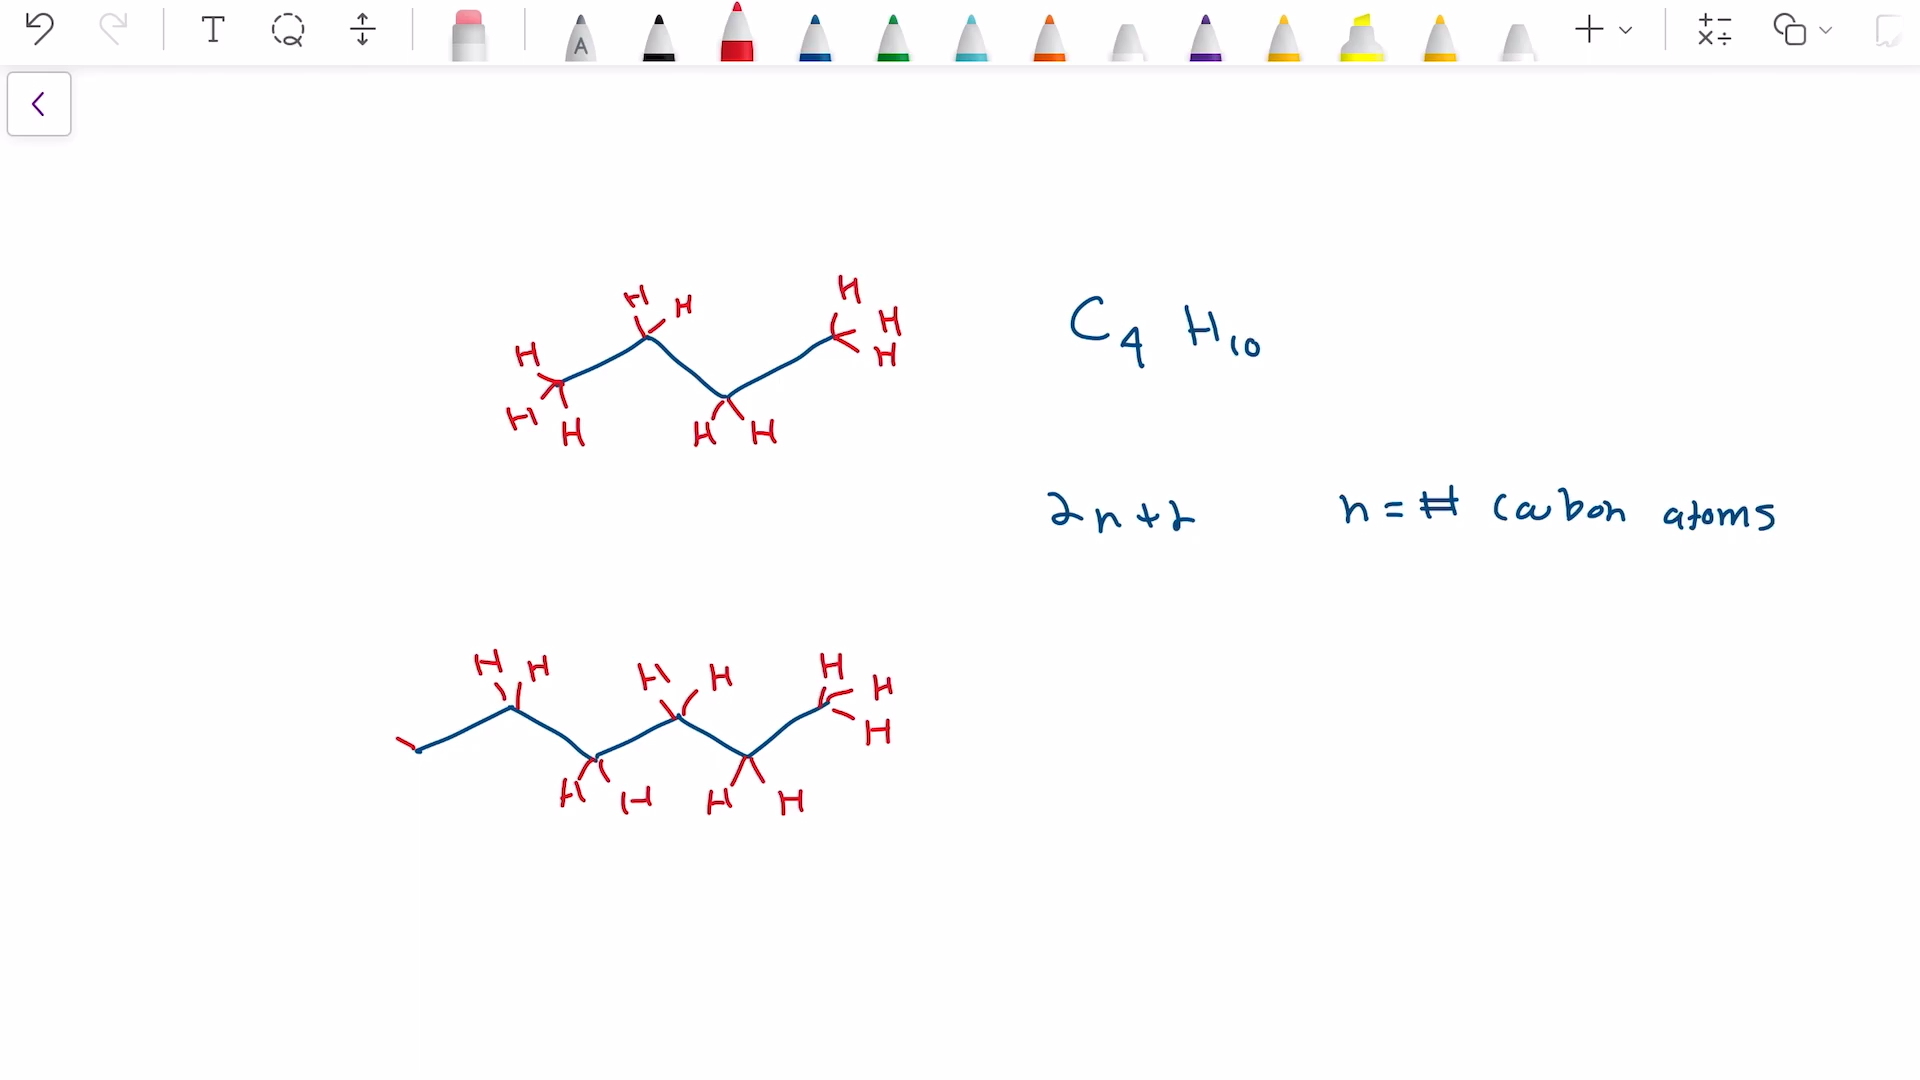 T
A
H H H
C₄ H₁₀
H H
H H
H H H H
2n+2 n = # carbon atoms
H H H H H
H
H
H H H H